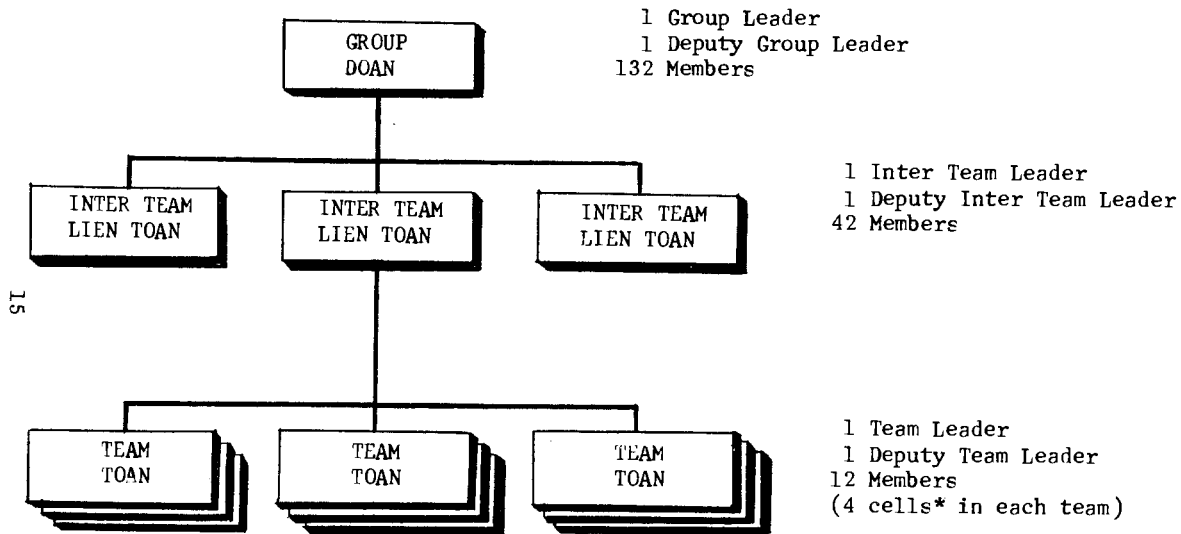 GROUP
DOAN
1 Group Leader
1 Deputy Group Leader
132 Members
INTER TEAM
LIEN TOAN
INTER TEAM
LIEN TOAN
INTER TEAM
LIEN TOAN
1 Inter Team Leader
1 Deputy Inter Team Leader
42 Members
15
TEAM
TOAN
TEAM
TOAN
TEAM
TOAN
1 Team Leader
1 Deputy Team Leader
12 Members
(4 cells* in each team)